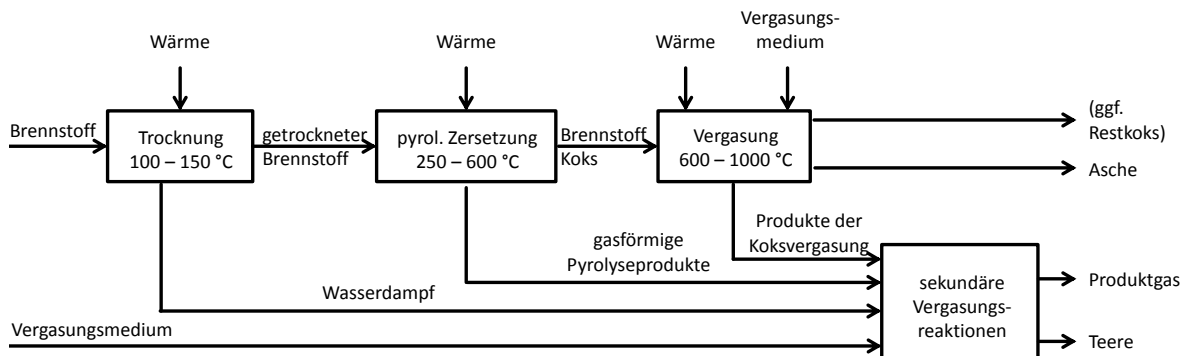 Wärme
Wärme
Wärme
Vergasungs-
medium
Brennstoff
Trocknung
100 – 150 °C
getrockneter
Brennstoff
pyrol. Zersetzung
250 – 600 °C
Brennstoff
Koks
Vergasung
600 – 1000 °C
(ggf.
Restkoks)
Asche
Produkte der
Koksvergasung
gasförmige
Pyrolyseprodukte
Wasserdampf
Vergasungsmedium
sekundäre
Vergasungs-
reaktionen
Produktgas
Teere